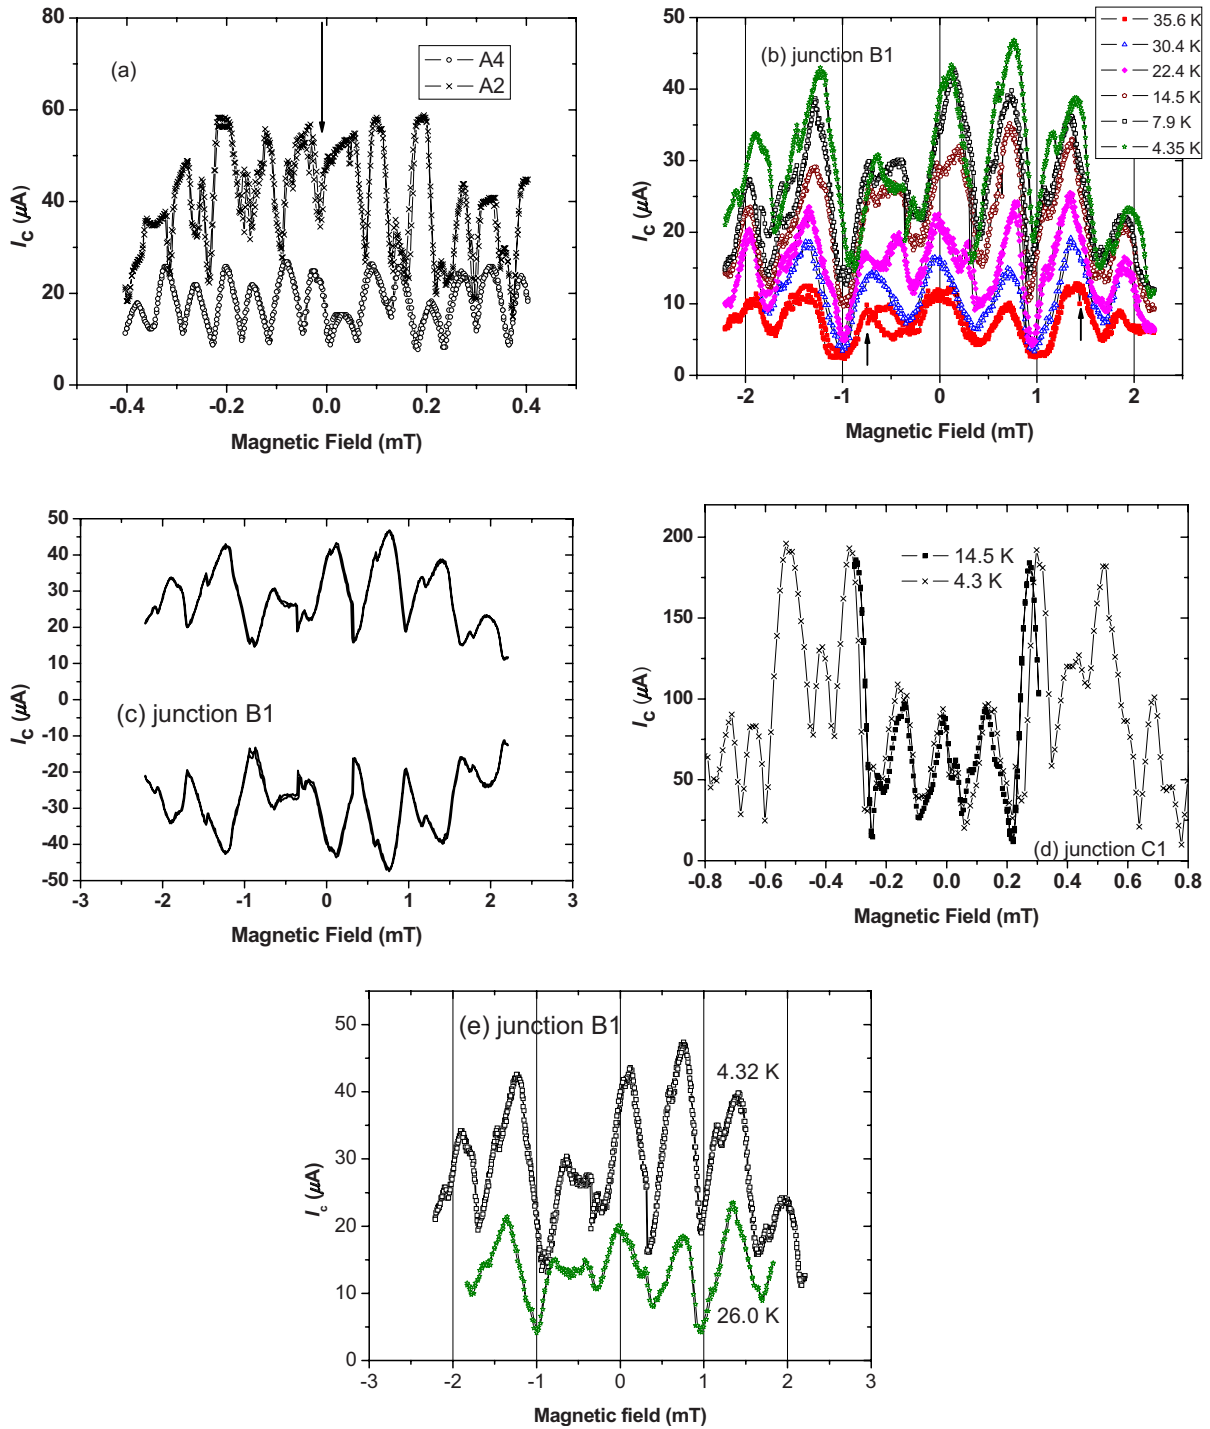 80
60
40
20
0
I_c (μA)
(a)
A4
A2
-0.4
-0.2
0.0
0.2
0.4
Magnetic Field (mT)
50
40
30
20
10
0
I_c (μA)
(b) junction B1
35.6 K
30.4 K
22.4 K
14.5 K
7.9 K
4.35 K
-2
-1
0
1
2
Magnetic Field (mT)
50
40
30
20
10
0
-10
-20
-30
-40
-50
I_c (μA)
(c) junction B1
-3
-2
-1
0
1
2
3
Magnetic Field (mT)
200
150
100
50
0
I_c (μA)
14.5 K
4.3 K
(d) junction C1
-0.8
-0.6
-0.4
-0.2
0.0
0.2
0.4
0.6
0.8
Magnetic Field (mT)
50
40
30
20
10
0
I_c (μA)
(e) junction B1
4.32 K
26.0 K
-3
-2
-1
0
1
2
3
Magnetic field (mT)